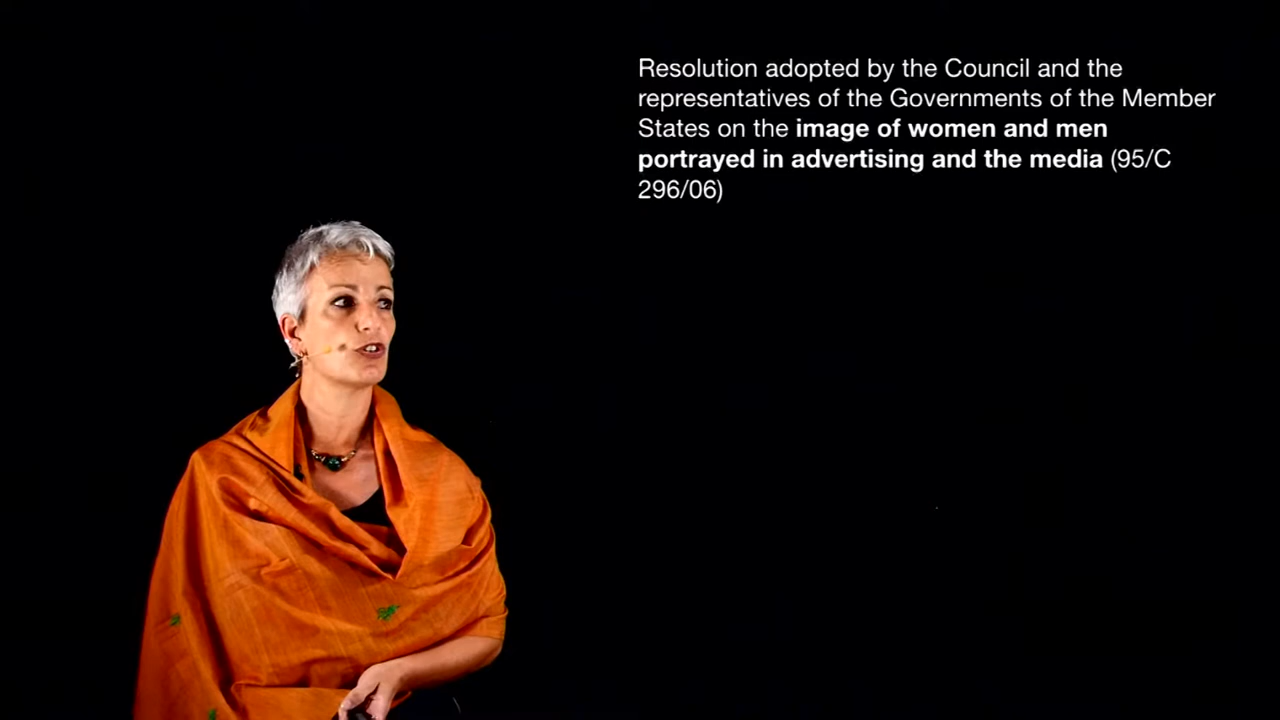 Resolution adopted by the Council and the
representatives of the Governments of the Member
States on the image of women and men
portrayed in advertising and the media (95/C
296/06)